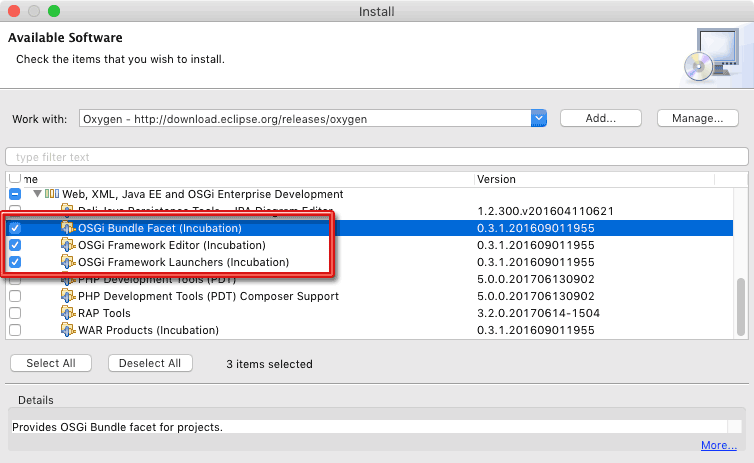 Install
Available Software
Check the items that you wish to install.
Work with: Oxygen - http://download.eclipse.org/releases/oxygen Add... Manage...
type filter text
me Version
Web, XML, Java EE and OSGi Enterprise Development
Dali Java Persistence Tools - JPA Diagram Editor 1.2.300.v201604110621
OSGi Bundle Facet (Incubation) 0.3.1.201609011955
OSGi Framework Editor (Incubation) 0.3.1.201609011955
OSGi Framework Launchers (Incubation) 0.3.1.201609011955
PHP Development Tools (PDT) 5.0.0.201706130902
PHP Development Tools (PDT) Composer Support 5.0.0.201706130902
RAP Tools 3.2.0.20170614-1504
WAR Products (Incubation) 0.3.1.201609011955
Select All Deselect All 3 items selected
Details
Provides OSGi Bundle facet for projects.
More...